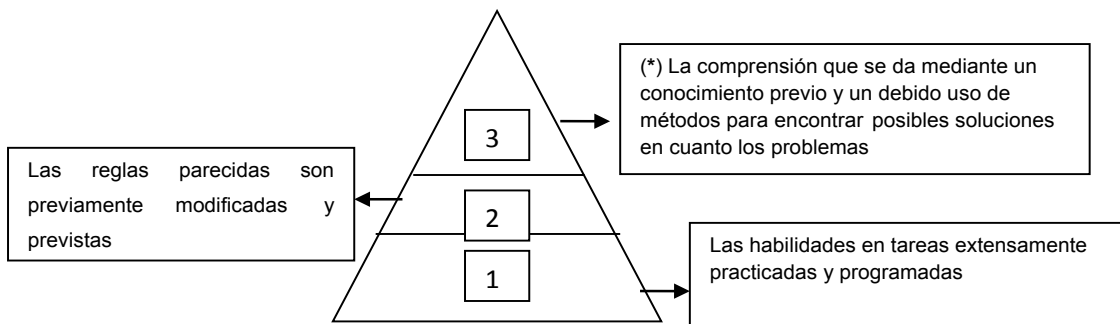 (*) La comprensión que se da mediante un
conocimiento previo y un debido uso de
métodos para encontrar posibles soluciones
en cuanto los problemas
3
Las reglas parecidas son
previamente modificadas y
previstas
2
Las habilidades en tareas extensamente
practicadas y programadas
1